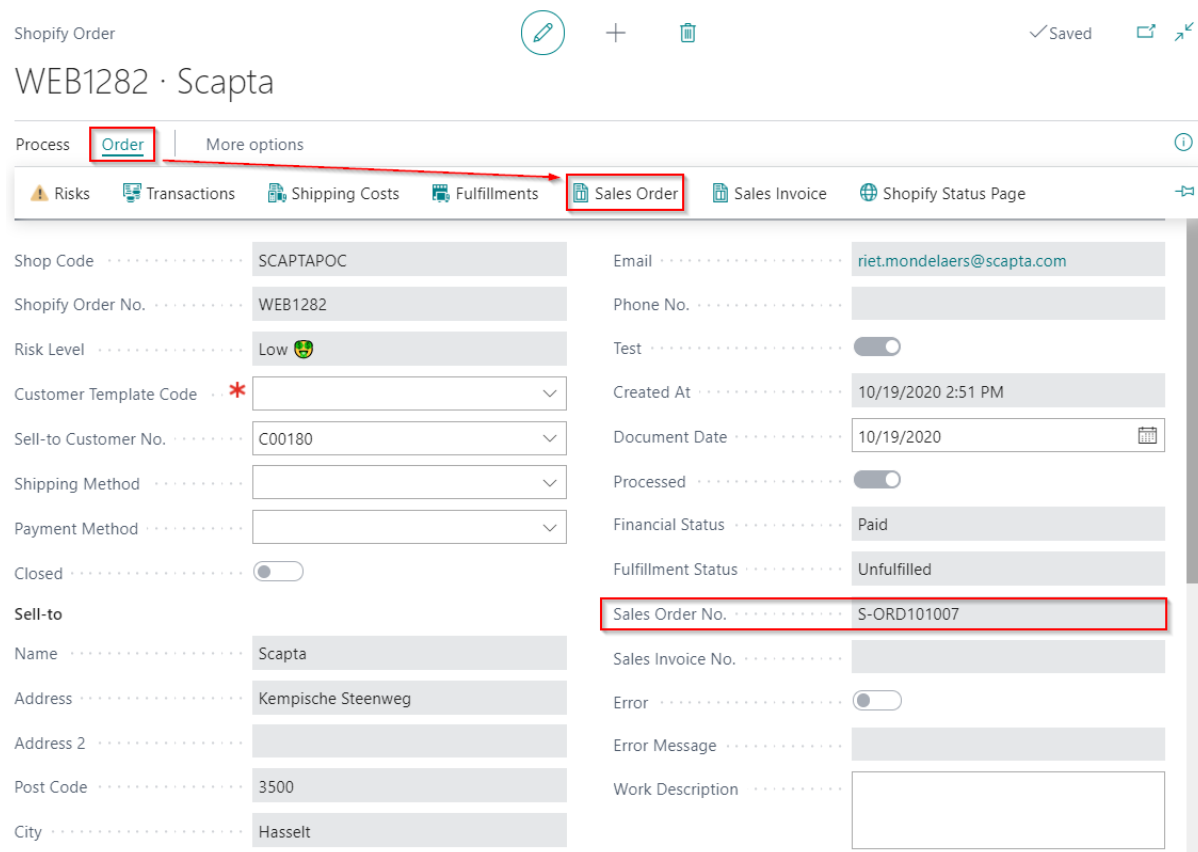 Shopify Order
Saved
WEB1282 · Scapta
Process Order More options
Risks Transactions Shipping Costs Fulfillments Sales Order Sales Invoice Shopify Status Page
Shop Code SCAPTAPOC
Shopify Order No. WEB1282
Risk Level Low
Customer Template Code *
Sell-to Customer No. C00180
Shipping Method
Payment Method
Closed
Sell-to
Name Scapta
Address Kempische Steenweg
Address 2
Post Code 3500
City Hasselt
Email riet.mondelaers@scapta.com
Phone No.
Test
Created At 10/19/2020 2:51 PM
Document Date 10/19/2020
Processed
Financial Status Paid
Fulfillment Status Unfulfilled
Sales Order No. S-ORD101007
Sales Invoice No.
Error
Error Message
Work Description